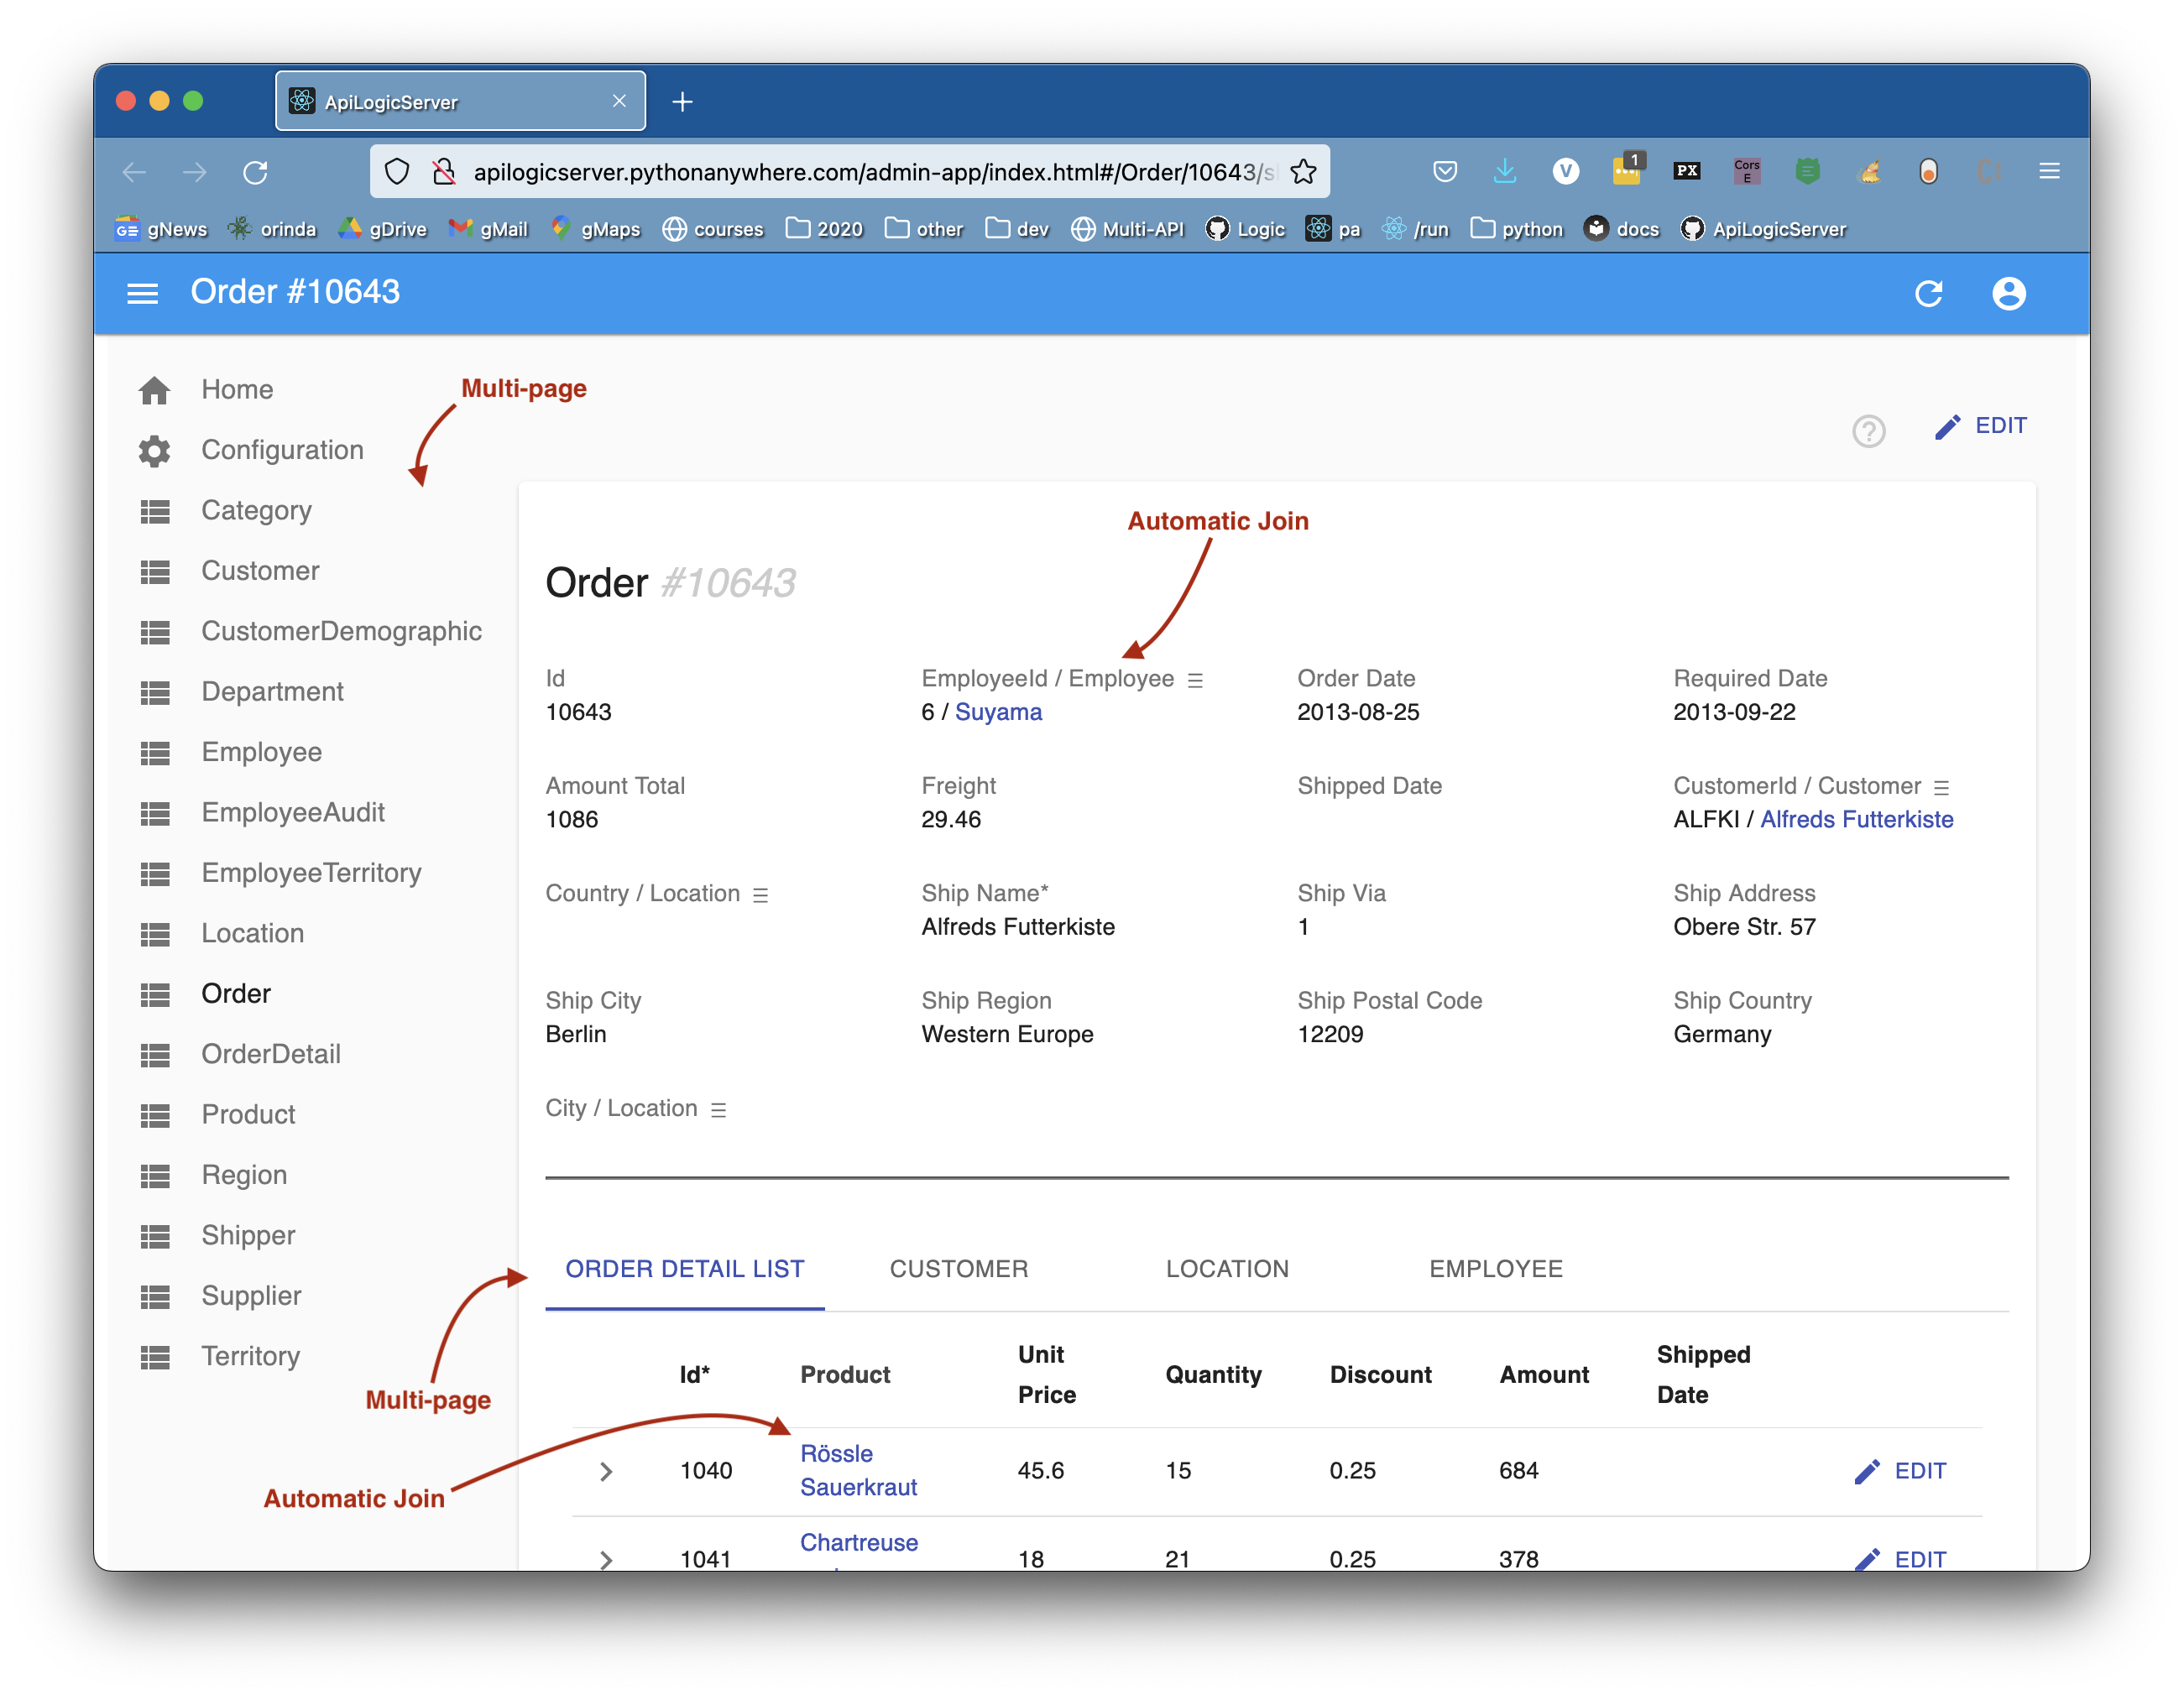 ApiLogicServer
apilogicserver.pythonanywhere.com/admin-app/index.html#/Order/10643/s
V
1
PX
Cors
E
GE gNews
orinda
gDrive
gMail
gMaps
courses
2020
other
dev
Multi-API
Logic
pa
/run
python
docs
ApiLogicServer
Order #10643
Home
Configuration
Category
Customer
CustomerDemographic
Department
Employee
EmployeeAudit
EmployeeTerritory
Location
Order
OrderDetail
Product
Region
Shipper
Supplier
Territory
Multi-page
? EDIT
Automatic Join
Order #10643
Id
10643
EmployeeId / Employee
6 / Suyama
Order Date
2013-08-25
Required Date
2013-09-22
Amount Total
1086
Freight
29.46
Shipped Date
CustomerId / Customer
ALFKI / Alfreds Futterkiste
Country / Location
Ship Name*
Alfreds Futterkiste
Ship Via
1
Ship Address
Obere Str. 57
Ship City
Berlin
Ship Region
Western Europe
Ship Postal Code
12209
Ship Country
Germany
City / Location
ORDER DETAIL LIST CUSTOMER LOCATION EMPLOYEE
Multi-page
Automatic Join
Id* Product Unit Price Quantity Discount Amount Shipped Date
1040 Rössle Sauerkraut 45.6 15 0.25 684 EDIT
1041 Chartreuse 18 21 0.25 378 EDIT